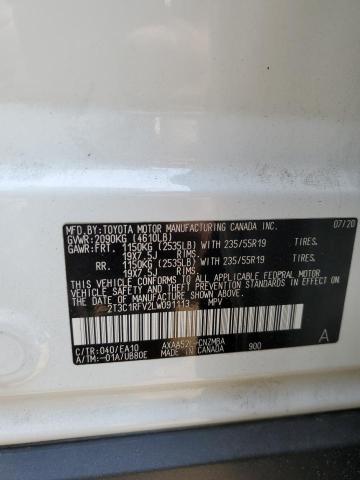 MFD. BY: TOYOTA MOTOR MANUFACTURING CANADA INC. 07/20
GVWR: 2090KG (4610LB)
GAWR: FRT. 1150KG (2535LB) WITH 235/55R19 TIRES.
19X7.5J RIMS
RR. 1150KG (2535LB) WITH 235/55R19 TIRES.
19X7.5J RIMS
THIS VEHICLE CONFORMS TO ALL APPLICABLE FEDERAL MOTOR
VEHICLE SAFETY AND THEFT PREVENTION STANDARDS IN EFFECT
ON THE DATE OF MANUFACTURE SHOWN ABOVE.
2T3C1RFV2LW091113 MPV
C/TR: 040/EA10 AXAA52L-CNZMBA 900 A
A/TM: -01A/UB80E MADE IN CANADA